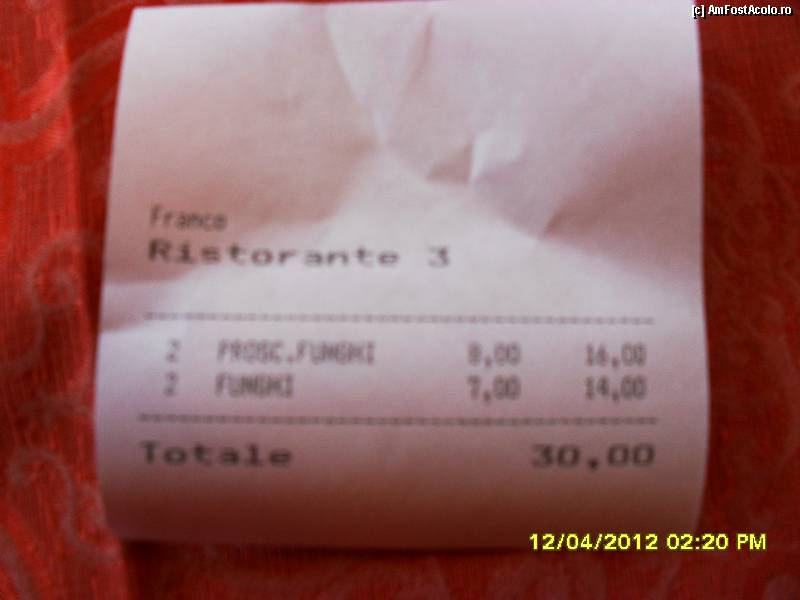 [c] AmFostAcolo.ro
Franco
Ristorante 3
2 PROSC.FUNGHI 8,00 16,00
2 FUNGHI 7,00 14,00
Totale 30,00
12/04/2012 02:20 PM